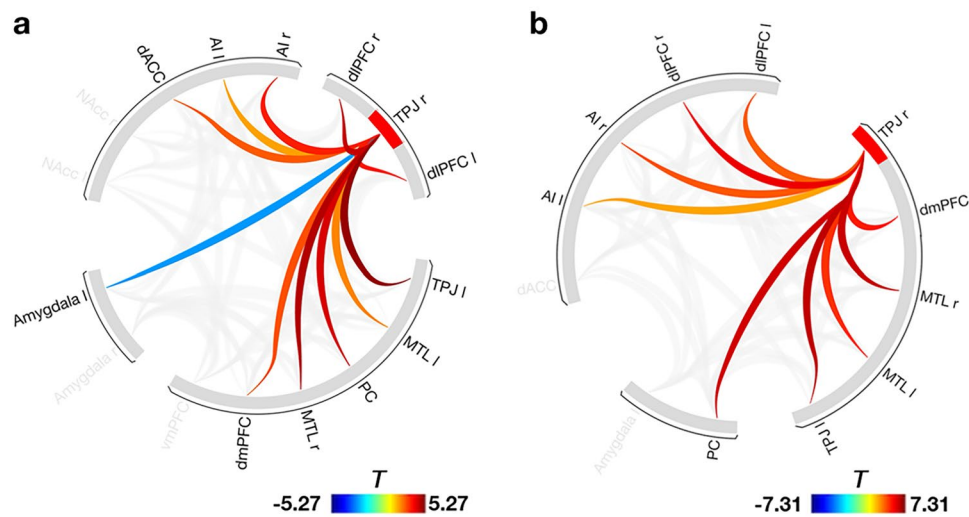 a
AI l
AI r
dACC
dlPFC r
NAcc r
TPJ r
NAcc l
dlPFC l
Amygdala l
TPJ l
MTL l
Amygdala r
PC
vmPFC
dmPFC
MTL r
T
-5.27
5.27
b
dlPFC r
dlPFC l
AI r
TPJ r
AI l
dmPFC
dACC
MTL r
MTL l
Amygdala l
PC
TPJ l
T
-7.31
7.31